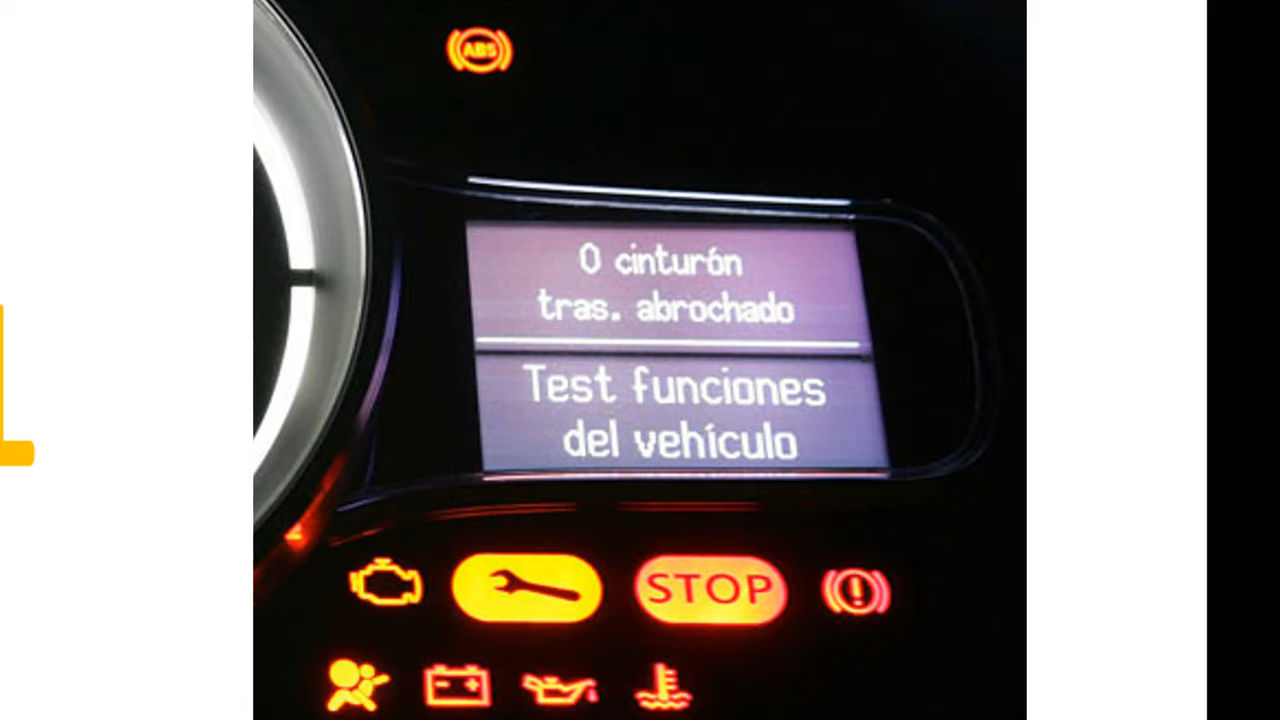 ABS
0 cinturón
tras. abrochado
Test funciones
del vehículo
STOP